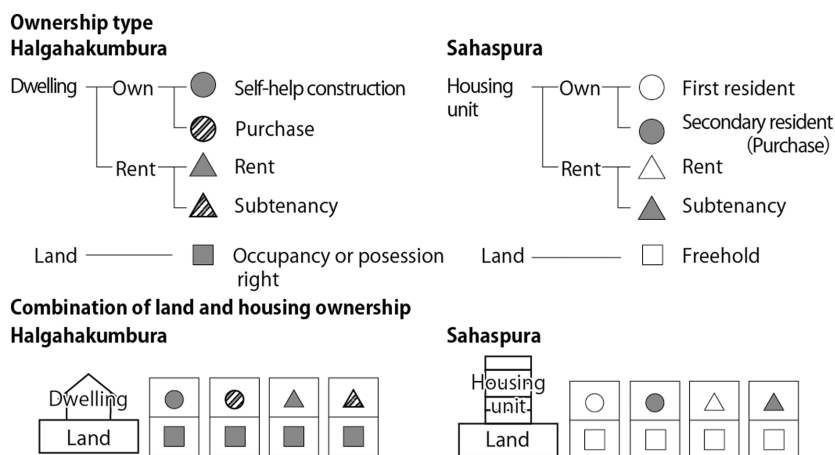 Ownership type
Halgahakumbura
Dwelling
Own
Self-help construction
Purchase
Rent
Rent
Subtenancy
Land
Occupancy or posession
right
Sahaspura
Housing
unit
Own
First resident
Secondary resident
(Purchase)
Rent
Rent
Subtenancy
Land
Freehold
Combination of land and housing ownership
Halgahakumbura
Dwelling
Land
Sahaspura
Housing
unit
Land